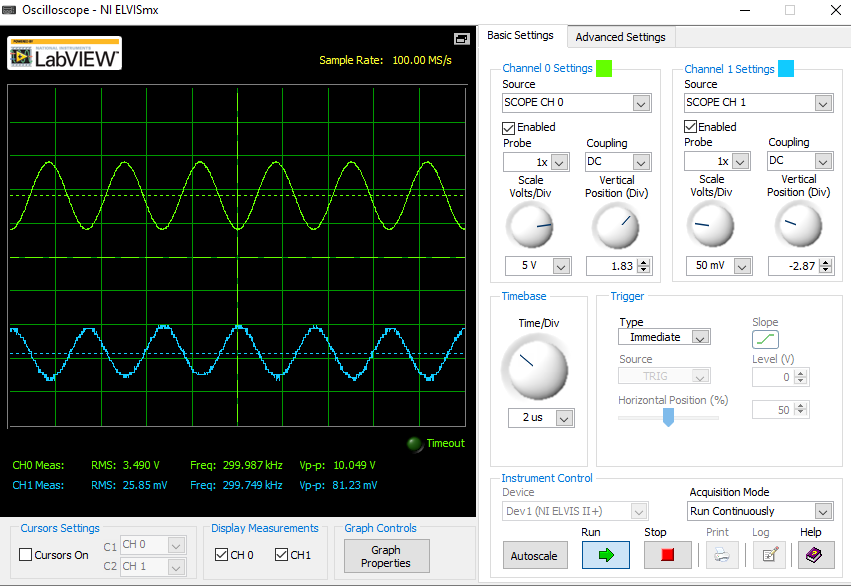 Oscilloscope - NI ELVISmx
POWERED BY
NATIONAL INSTRUMENTS
LabVIEW™
Sample Rate: 100.00 MS/s
Timeout
CH0 Meas: RMS: 3.490 V Freq: 299.987 kHz Vp-p: 10.049 V
CH1 Meas: RMS: 25.85 mV Freq: 299.749 kHz Vp-p: 81.23 mV
Cursors Settings
Cursors On
C1 CH 0
C2 CH 1
Display Measurements
CH 0 CH1
Graph Controls
Graph
Properties
Basic Settings Advanced Settings
Channel 0 Settings
Source
SCOPE CH 0
Enabled
Probe Coupling
1x DC
Scale Vertical
Volts/Div Position (Div)
5 V 1.83
Channel 1 Settings
Source
SCOPE CH 1
Enabled
Probe Coupling
1x DC
Scale Vertical
Volts/Div Position (Div)
50 mV -2.87
Timebase
Time/Div
2 us
Trigger
Type Slope
Immediate
Source Level (V)
TRIG 0
Horizontal Position (%)
50
Instrument Control
Device Acquisition Mode
Dev1 (NI ELVIS II+) Run Continuously
Run Stop Print Log Help
Autoscale